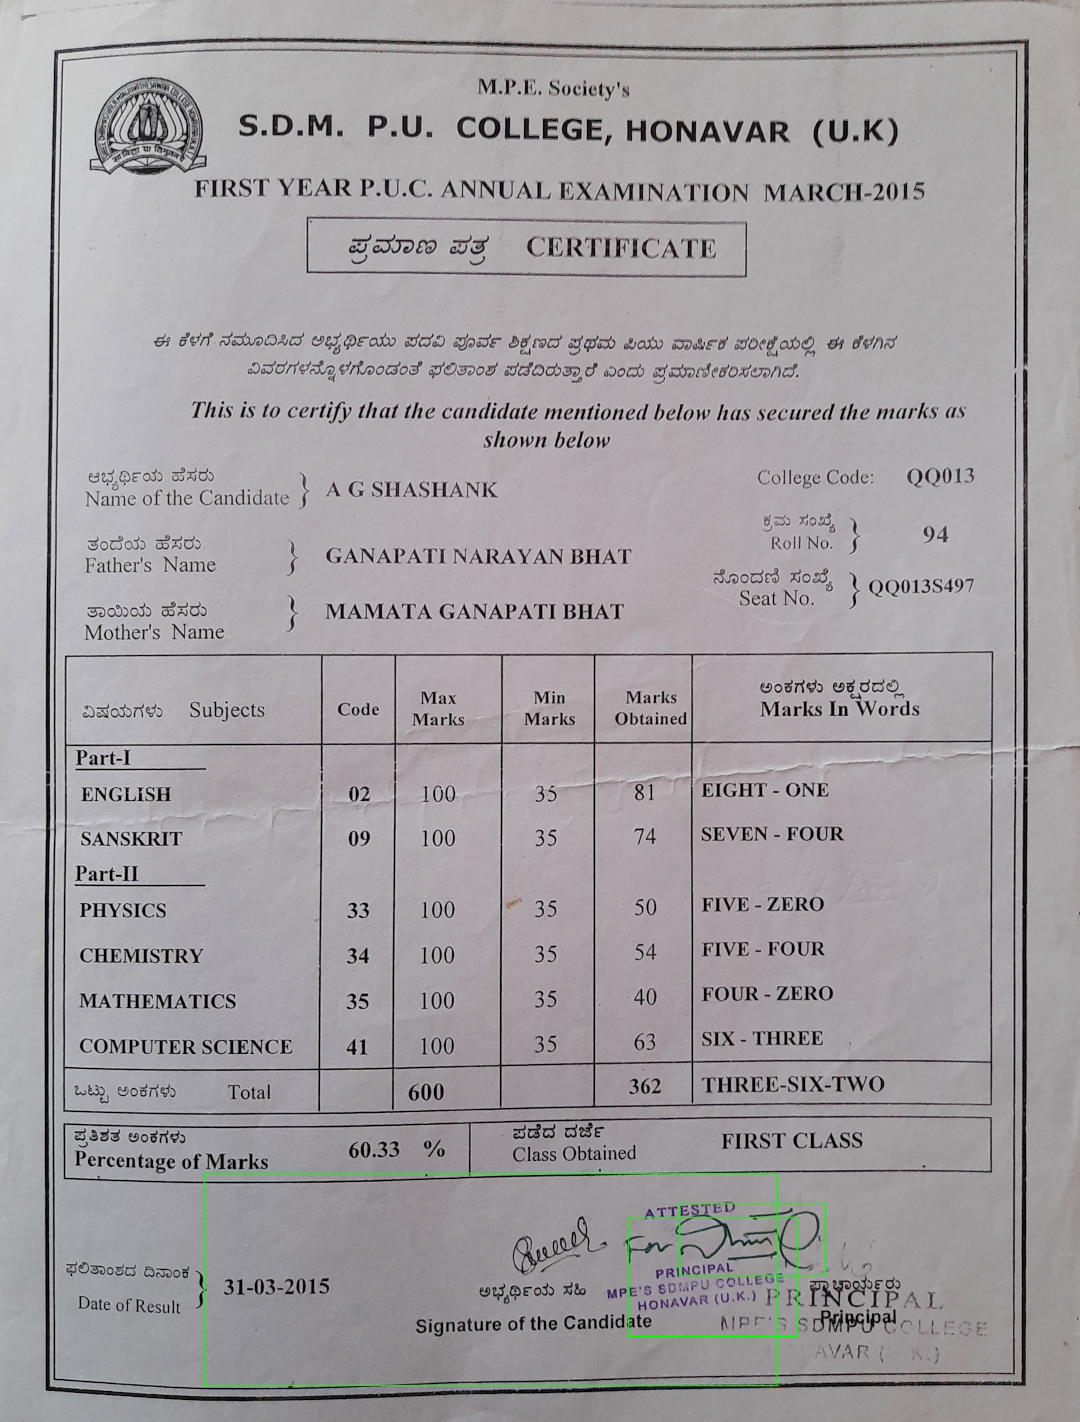 M.P.E. Society's
S.D.M. P.U. COLLEGE, HONAVAR (U.K)
FIRST YEAR P.U.C. ANNUAL EXAMINATION MARCH-2015
ಪ್ರಮಾಣ ಪತ್ರ CERTIFICATE
ಈ ಕೆಳಗೆ ನಮೂದಿಸಿದ ಅಭ್ಯರ್ಥಿಯು ಪದವಿ ಪೂರ್ವ ಶಿಕ್ಷಣದ ಪ್ರಥಮ ಪಿಯು ವಾರ್ಷಿಕ ಪರೀಕ್ಷೆಯಲ್ಲಿ ಈ ಕೆಳಗಿನ
ವಿವರಗಳನ್ನೊಳಗೊಂಡಂತೆ ಫಲಿತಾಂಶ ಪಡೆದಿರುತ್ತಾರೆ ಎಂದು ಪ್ರಮಾಣೀಕರಿಸಲಾಗಿದೆ.
This is to certify that the candidate mentioned below has secured the marks as
shown below
ಅಭ್ಯರ್ಥಿಯ ಹೆಸರು
Name of the Candidate } A G SHASHANK
College Code: QQ013
ತಂದೆಯ ಹೆಸರು
Father's Name } GANAPATI NARAYAN BHAT
ಕ್ರಮ ಸಂಖ್ಯೆ
Roll No. } 94
ತಾಯಿಯ ಹೆಸರು
Mother's Name } MAMATA GANAPATI BHAT
ನೊಂದಣಿ ಸಂಖ್ಯೆ
Seat No. } QQ013S497
ವಿಷಯಗಳು Subjects Code Max Marks Min Marks Marks Obtained ಅಂಕಗಳು ಅಕ್ಷರದಲ್ಲಿ Marks In Words
Part-I
ENGLISH 02 100 35 81 EIGHT - ONE
SANSKRIT 09 100 35 74 SEVEN - FOUR
Part-II
PHYSICS 33 100 35 50 FIVE - ZERO
CHEMISTRY 34 100 35 54 FIVE - FOUR
MATHEMATICS 35 100 35 40 FOUR - ZERO
COMPUTER SCIENCE 41 100 35 63 SIX - THREE
ಒಟ್ಟು ಅಂಕಗಳು Total 600 362 THREE-SIX-TWO
ಪ್ರತಿಶತ ಅಂಕಗಳು
Percentage of Marks 60.33 %
ಪಡೆದ ದರ್ಜೆ
Class Obtained FIRST CLASS
ಫಲಿತಾಂಶದ ದಿನಾಂಕ
Date of Result } 31-03-2015
ಅಭ್ಯರ್ಥಿಯ ಸಹಿ
Signature of the Candidate
ATTESTED
For
PRINCIPAL
MPE'S SDMPU COLLEGE
HONAVAR (U.K.)
ಪ್ರಾಚಾರ್ಯರು
Principal
PRINCIPAL
MPE'S SDMPU COLLEGE